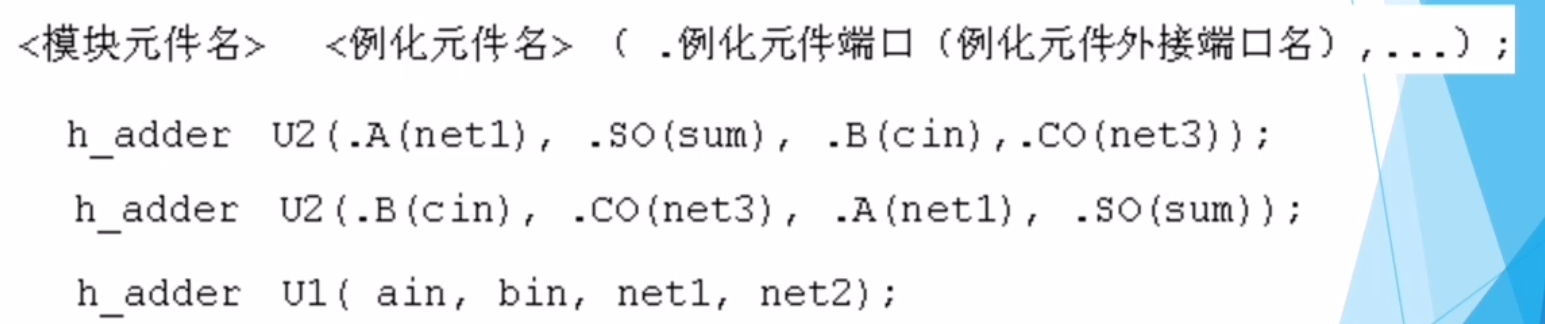 <模块元件名> <例化元件名> ( .例化元件端口（例化元件外接端口名）,...) ;
h_adder U2(.A(net1), .SO(sum), .B(cin),.CO(net3));
h_adder U2(.B(cin), .CO(net3), .A(net1), .SO(sum));
h_adder U1( ain, bin, net1, net2);